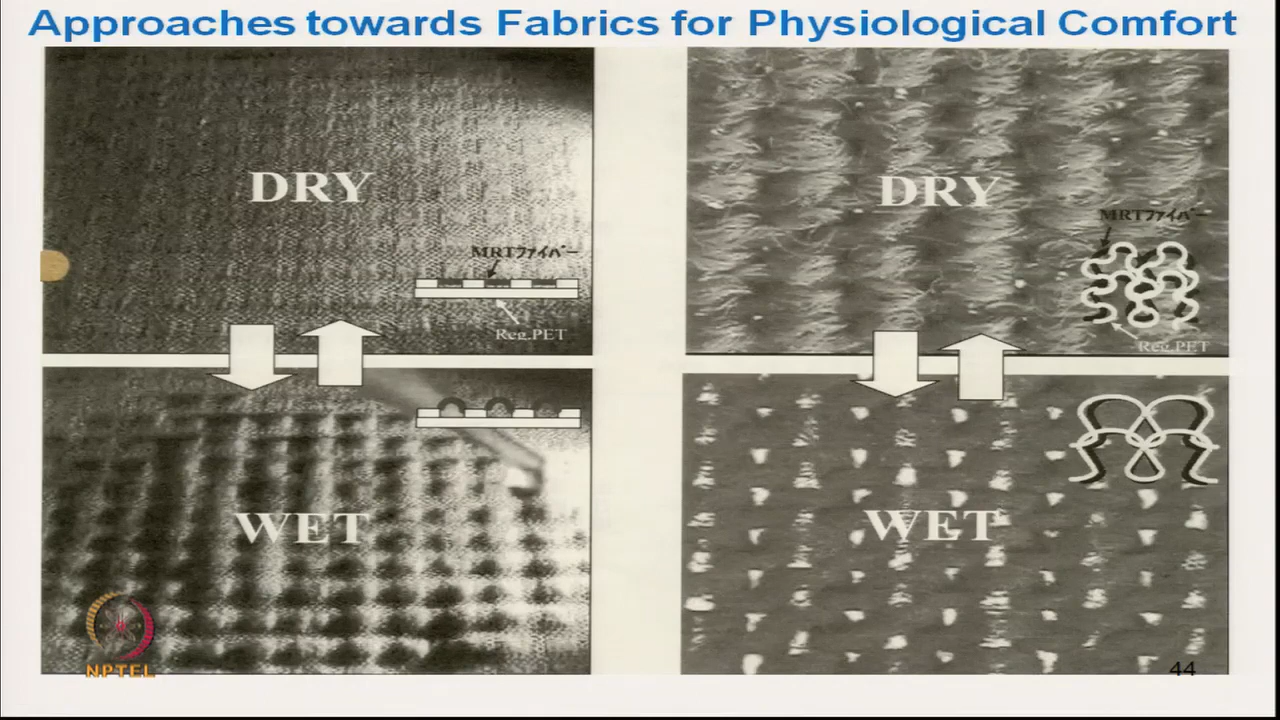 Approaches towards Fabrics for Physiological Comfort
DRY
MRTファイバー
Reg.PET
DRY
MRTファイバー
Reg.PET
WET
WET
NPTEL
44